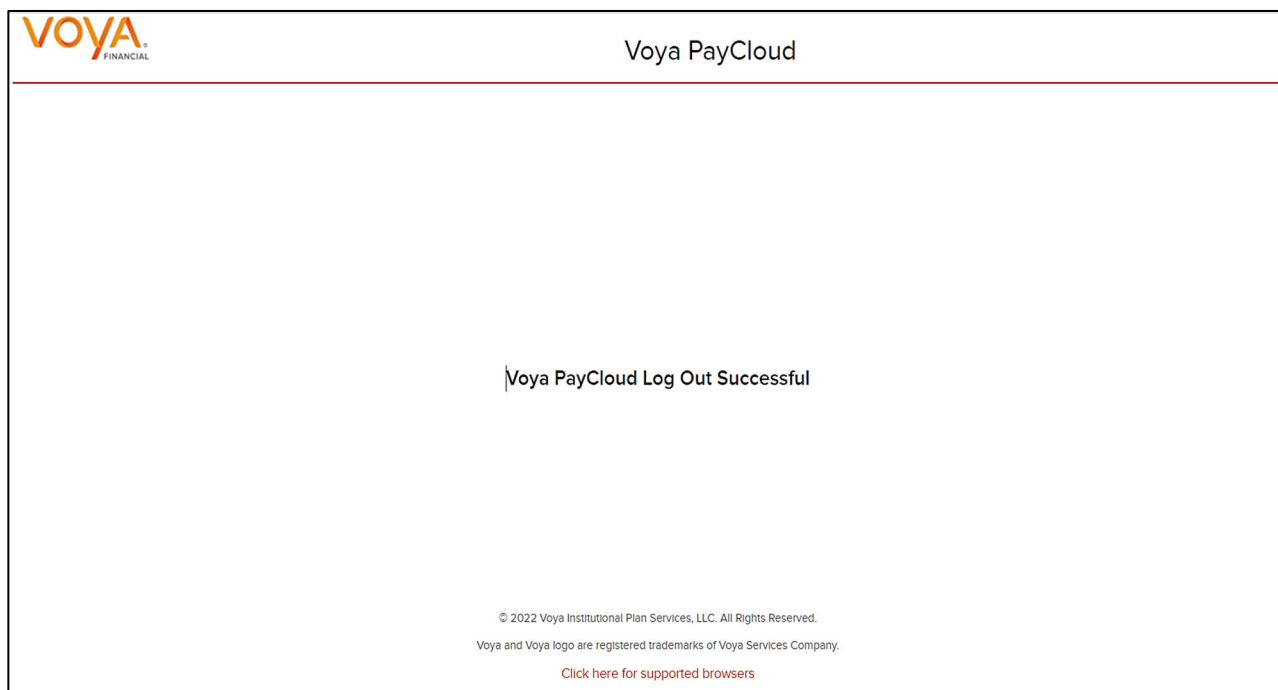 VOYA®
FINANCIAL
Voya PayCloud
Voya PayCloud Log Out Successful
© 2022 Voya Institutional Plan Services, LLC. All Rights Reserved.
Voya and Voya logo are registered trademarks of Voya Services Company.
Click here for supported browsers